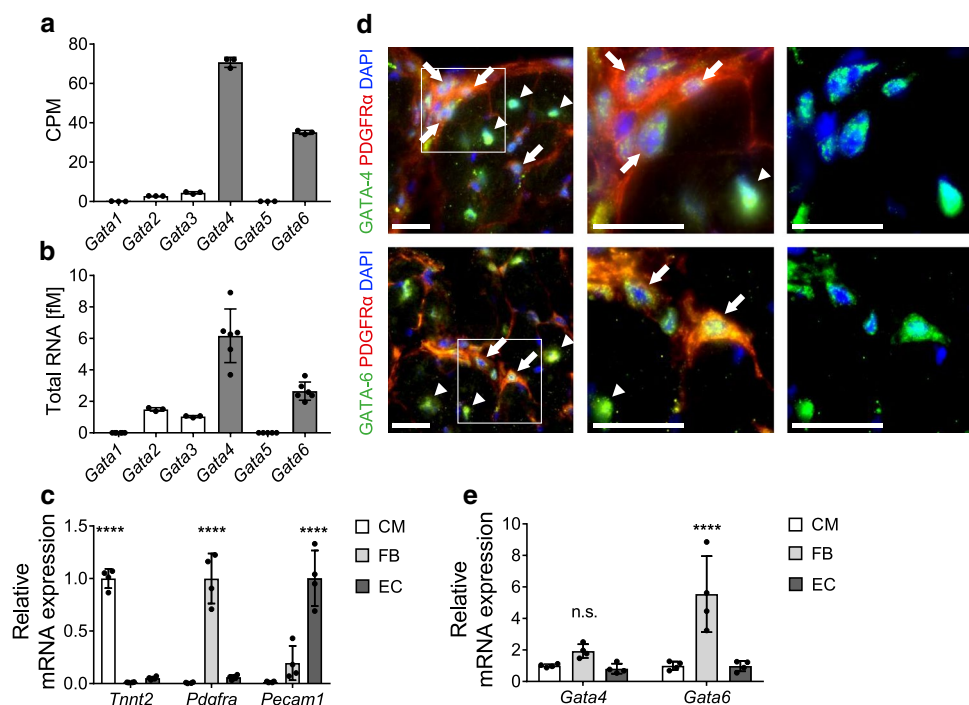 a
80
60
40
20
0
CPM
Gata1
Gata2
Gata3
Gata4
Gata5
Gata6
b
10
8
6
4
2
0
Total RNA [fM]
Gata1
Gata2
Gata3
Gata4
Gata5
Gata6
c
1.5
1.0
0.5
0.0
Relative
mRNA expression
**** **** ****
Tnnt2 Pdgfra Pecam1
CM
FB
EC
d
GATA-4 PDGFRα DAPI
GATA-6 PDGFRα DAPI
e
10
8
6
4
2
0
Relative
mRNA expression
n.s.
****
Gata4 Gata6
CM
FB
EC